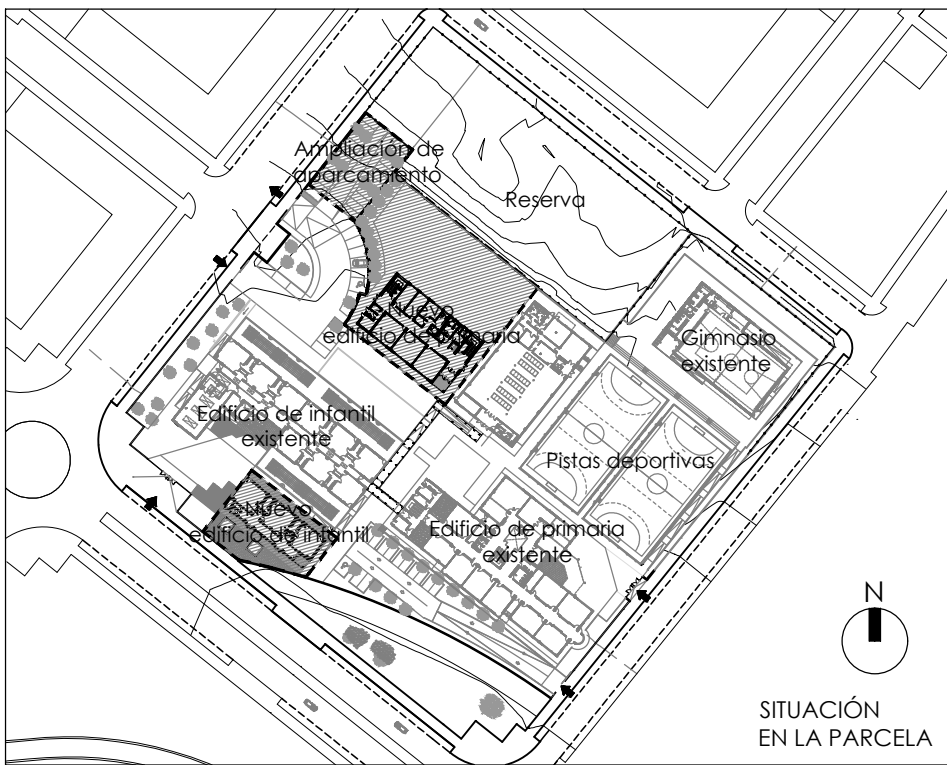 Ampliación de
aparcamiento
Reserva
Nuevo
edificio de primaria
Gimnasio
existente
Edificio de infantil
existente
Pistas deportivas
Nuevo
edificio de infantil
Edificio de primaria
existente
N
SITUACIÓN
EN LA PARCELA